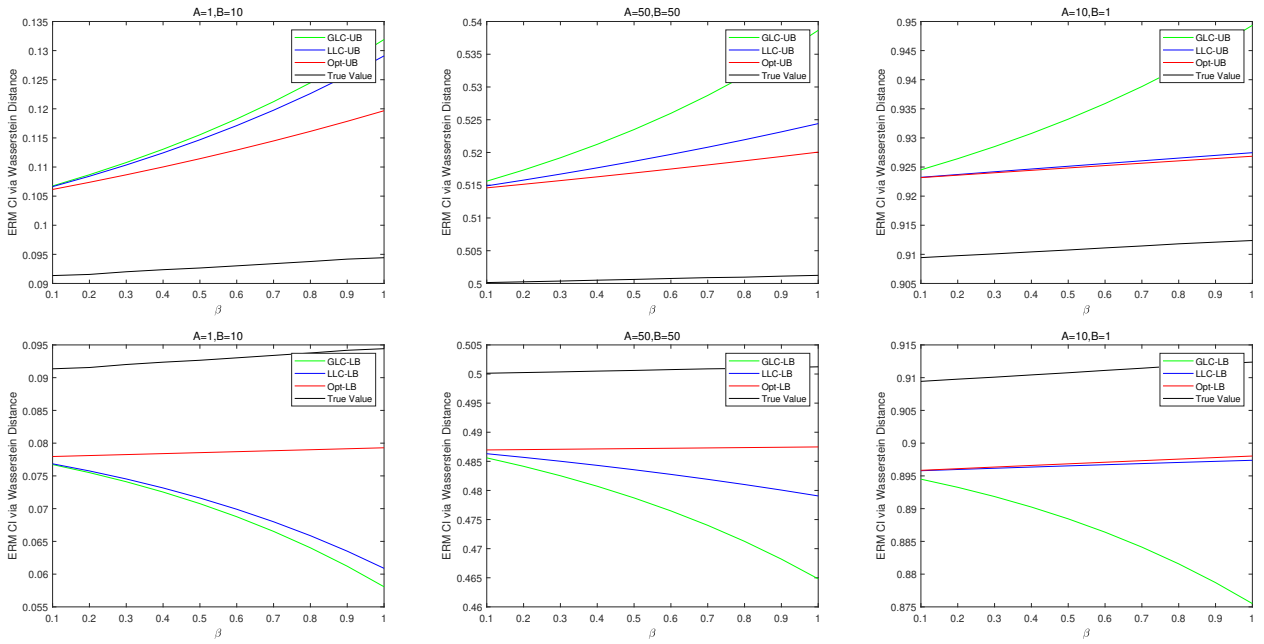 A=1,B=10
0.135
0.13
0.125
0.12
0.115
0.11
0.105
0.1
0.095
0.09
ERM CI via Wasserstein Distance
GLC-UB
LLC-UB
Opt-UB
True Value
0.1 0.2 0.3 0.4 0.5 0.6 0.7 0.8 0.9 1
β
A=50,B=50
0.54
0.535
0.53
0.525
0.52
0.515
0.51
0.505
0.5
ERM CI via Wasserstein Distance
GLC-UB
LLC-UB
Opt-UB
True Value
0.1 0.2 0.3 0.4 0.5 0.6 0.7 0.8 0.9 1
β
A=10,B=1
0.95
0.945
0.94
0.935
0.93
0.925
0.92
0.915
0.91
0.905
ERM CI via Wasserstein Distance
GLC-UB
LLC-UB
Opt-UB
True Value
0.1 0.2 0.3 0.4 0.5 0.6 0.7 0.8 0.9 1
β
A=1,B=10
0.095
0.09
0.085
0.08
0.075
0.07
0.065
0.06
0.055
ERM CI via Wasserstein Distance
GLC-LB
LLC-LB
Opt-LB
True Value
0.1 0.2 0.3 0.4 0.5 0.6 0.7 0.8 0.9 1
β
A=50,B=50
0.505
0.5
0.495
0.49
0.485
0.48
0.475
0.47
0.465
0.46
ERM CI via Wasserstein Distance
GLC-LB
LLC-LB
Opt-LB
True Value
0.1 0.2 0.3 0.4 0.5 0.6 0.7 0.8 0.9 1
β
A=10,B=1
0.915
0.91
0.905
0.9
0.895
0.89
0.885
0.88
0.875
ERM CI via Wasserstein Distance
GLC-LB
LLC-LB
Opt-LB
True Value
0.1 0.2 0.3 0.4 0.5 0.6 0.7 0.8 0.9 1
β